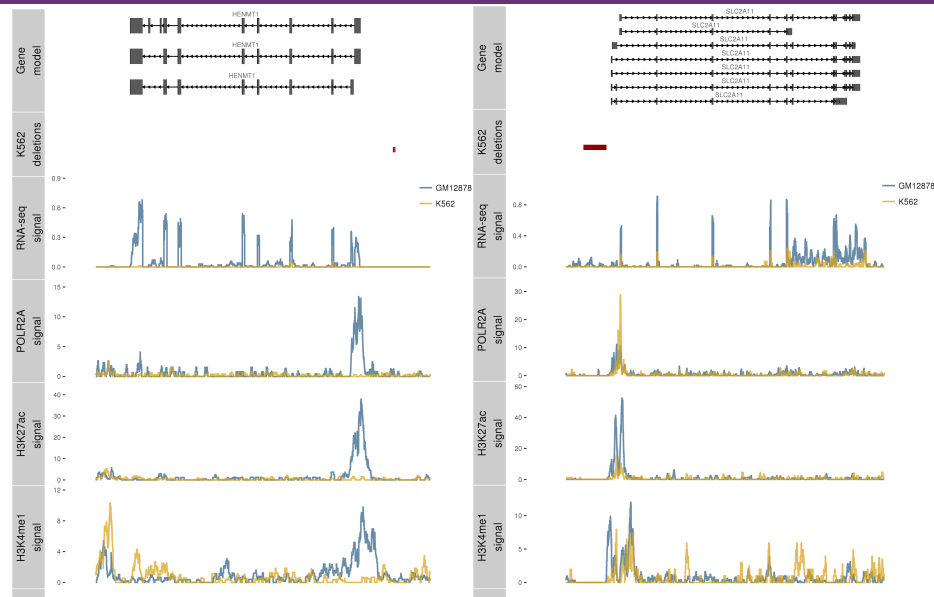 Gene
model
HENMT1
HENMT1
HENMT1
K562
deletions
RNA-seq
signal
0.9
0.6
0.3
0.0
GM12878
K562
POLR2A
signal
15
10
5
0
H3K27ac
signal
40
30
20
10
0
H3K4me1
signal
12
8
4
0
Gene
model
SLC2A11
SLC2A11
SLC2A11
SLC2A11
SLC2A11
SLC2A11
SLC2A11
K562
deletions
RNA-seq
signal
0.8
0.4
0.0
GM12878
K562
POLR2A
signal
30
20
10
0
H3K27ac
signal
60
40
20
0
H3K4me1
signal
10
5
0